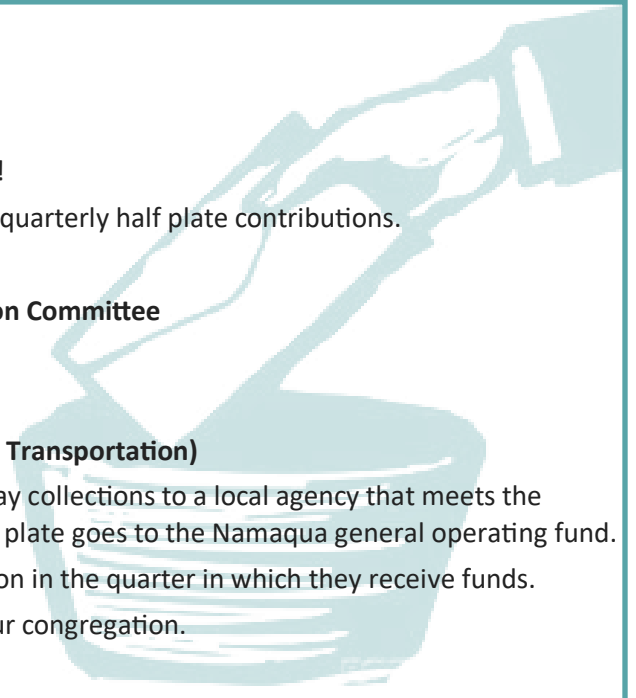 !
quarterly half plate contributions.
on Committee
Transportation)
ay collections to a local agency that meets the
plate goes to the Namaqua general operating fund.
on in the quarter in which they receive funds.
ur congregation.